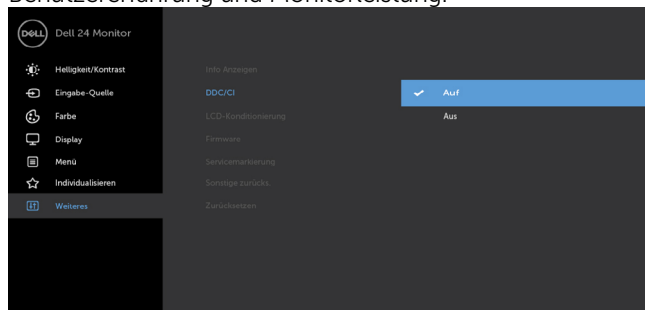 Benutzererfahrung und Monitorleistung.
DELL
Dell 24 Monitor
Helligkeit/Kontrast
Info Anzeigen
Eingabe-Quelle
DDC/CI
Auf
Farbe
LCD-Konditionierung
Aus
Display
Firmware
Menü
Servicemarkierung
Individualisieren
Sonstige zurücks.
Weiteres
Zurücksetzen